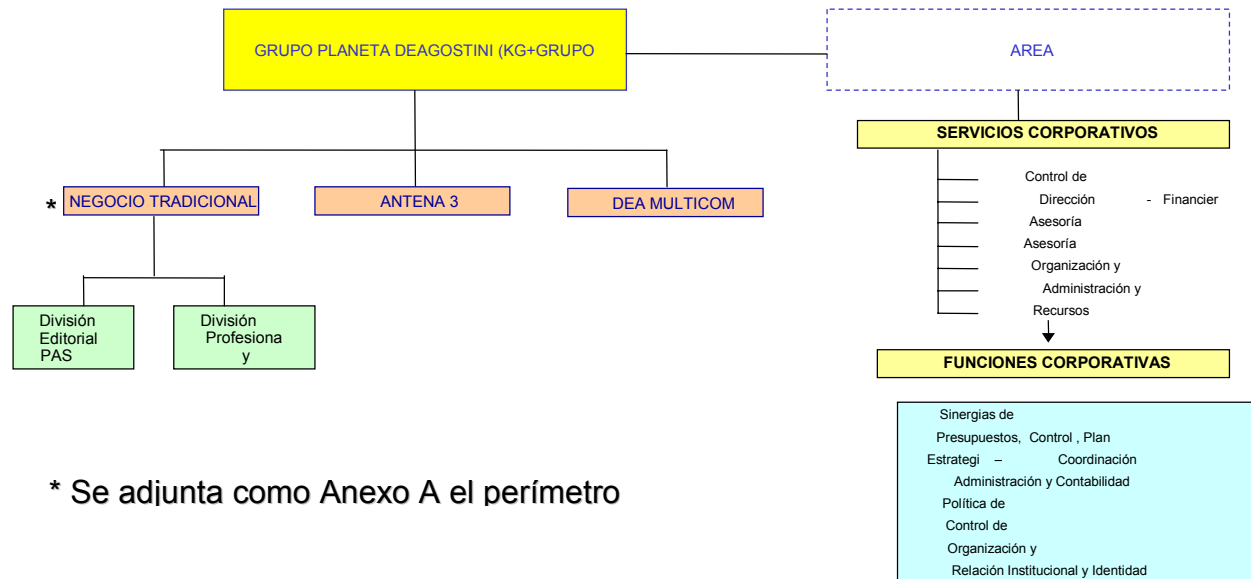 GRUPO PLANETA DEAGOSTINI (KG+GRUPO
AREA
SERVICIOS CORPORATIVOS
Control de
Dirección - Financier
Asesoría
Asesoría
Organización y
Administración y
Recursos
* NEGOCIO TRADICIONAL
ANTENA 3
DEA MULTICOM
División
Editorial
PAS
División
Profesiona
y
FUNCIONES CORPORATIVAS
Sinergias de
Presupuestos, Control , Plan
Estrategi – Coordinación
Administración y Contabilidad
Política de
Control de
Organización y
Relación Institucional y Identidad
* Se adjunta como Anexo A el perímetro